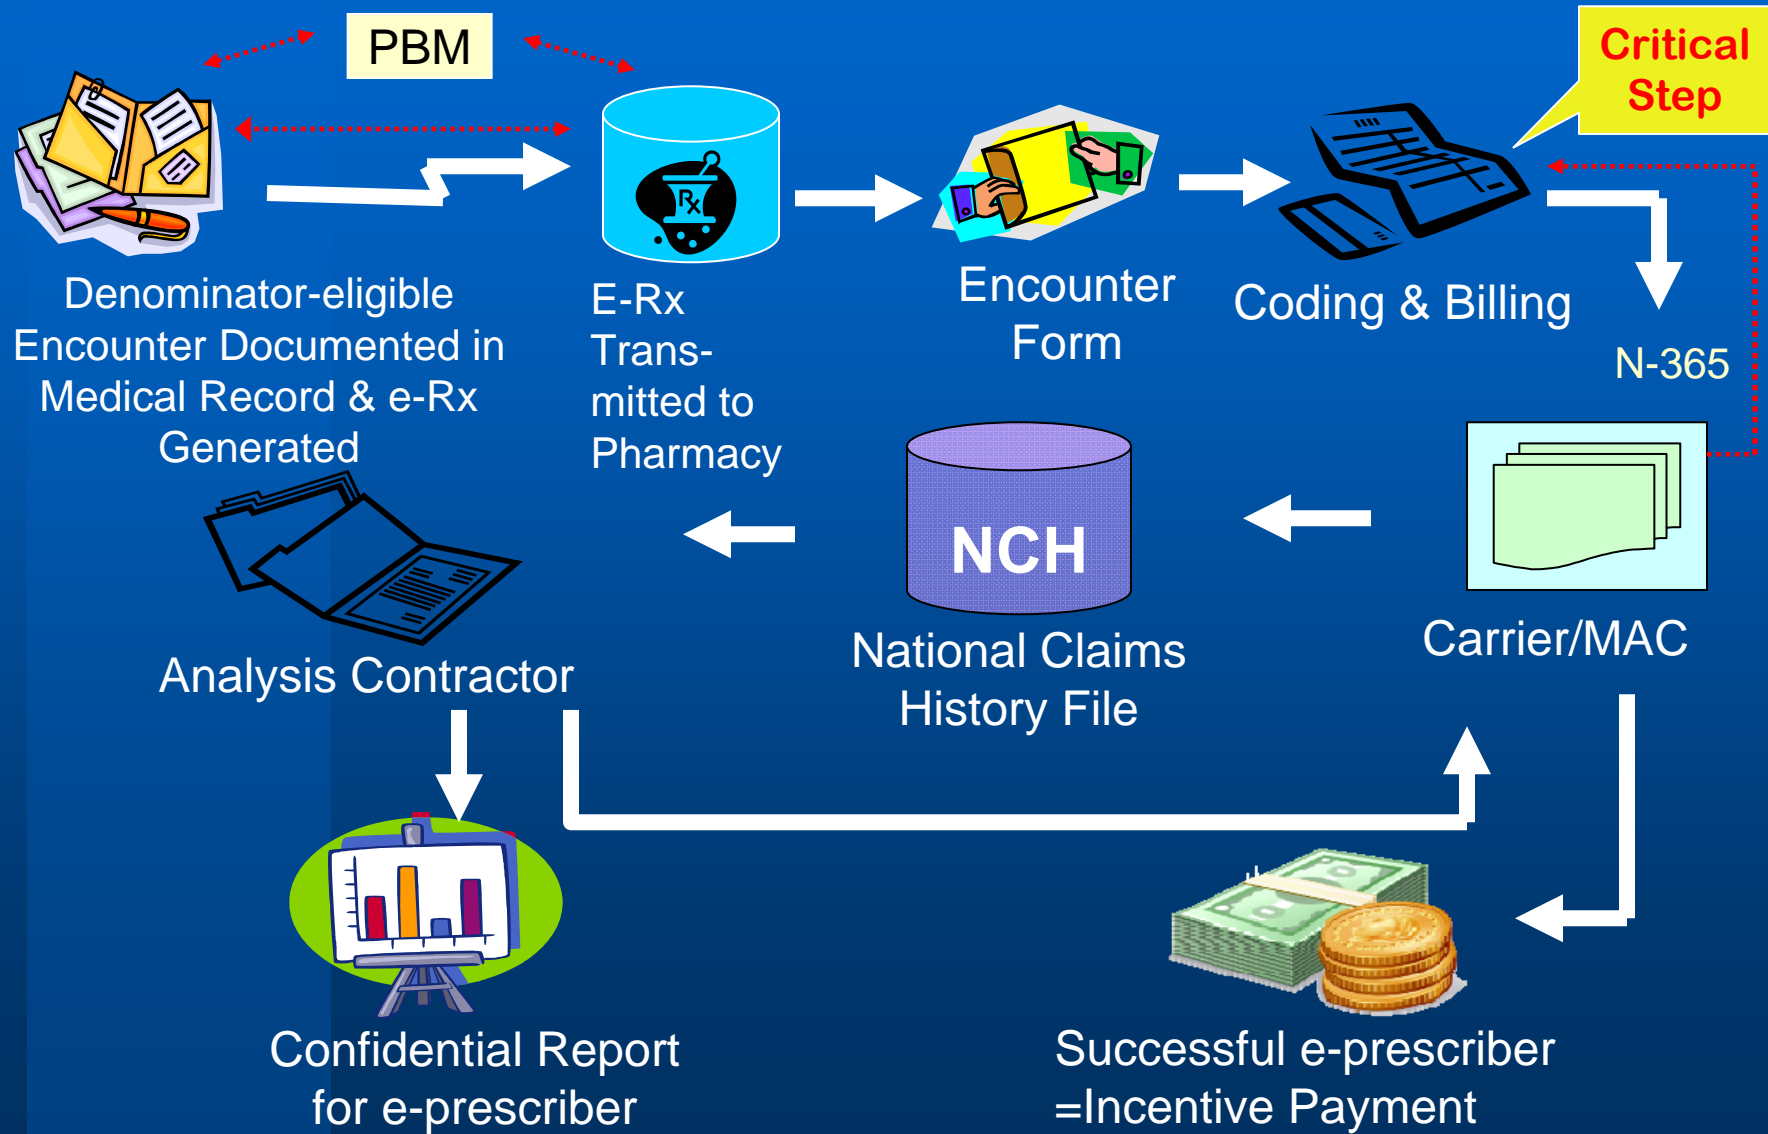 PBM
Critical
Step
Rx
Denominator-eligible
Encounter Documented in
Medical Record & e-Rx
Generated
E-Rx
Trans-
mitted to
Pharmacy
Encounter
Form
Coding & Billing
N-365
NCH
Analysis Contractor
National Claims
History File
Carrier/MAC
Confidential Report
for e-prescriber
Successful e-prescriber
=Incentive Payment